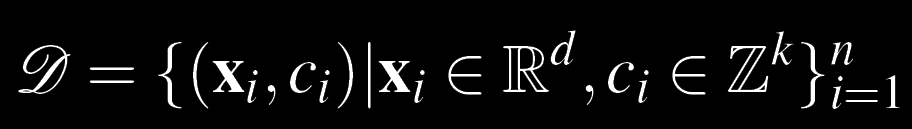 𝒟 = {(𝐱ᵢ, cᵢ)|𝐱ᵢ ∈ ℝᵈ, cᵢ ∈ ℤᵏ}ⁿᵢ₌₁